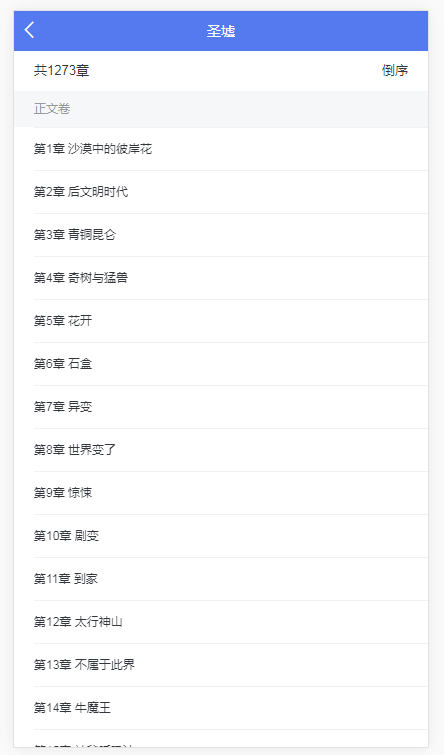 圣墟
共1273章 倒序
正文卷
第1章 沙漠中的彼岸花
第2章 后文明时代
第3章 青铜昆仑
第4章 奇树与猛兽
第5章 花开
第6章 石盒
第7章 异变
第8章 世界变了
第9章 惊悚
第10章 剧变
第11章 到家
第12章 太行神山
第13章 不属于此界
第14章 牛魔王